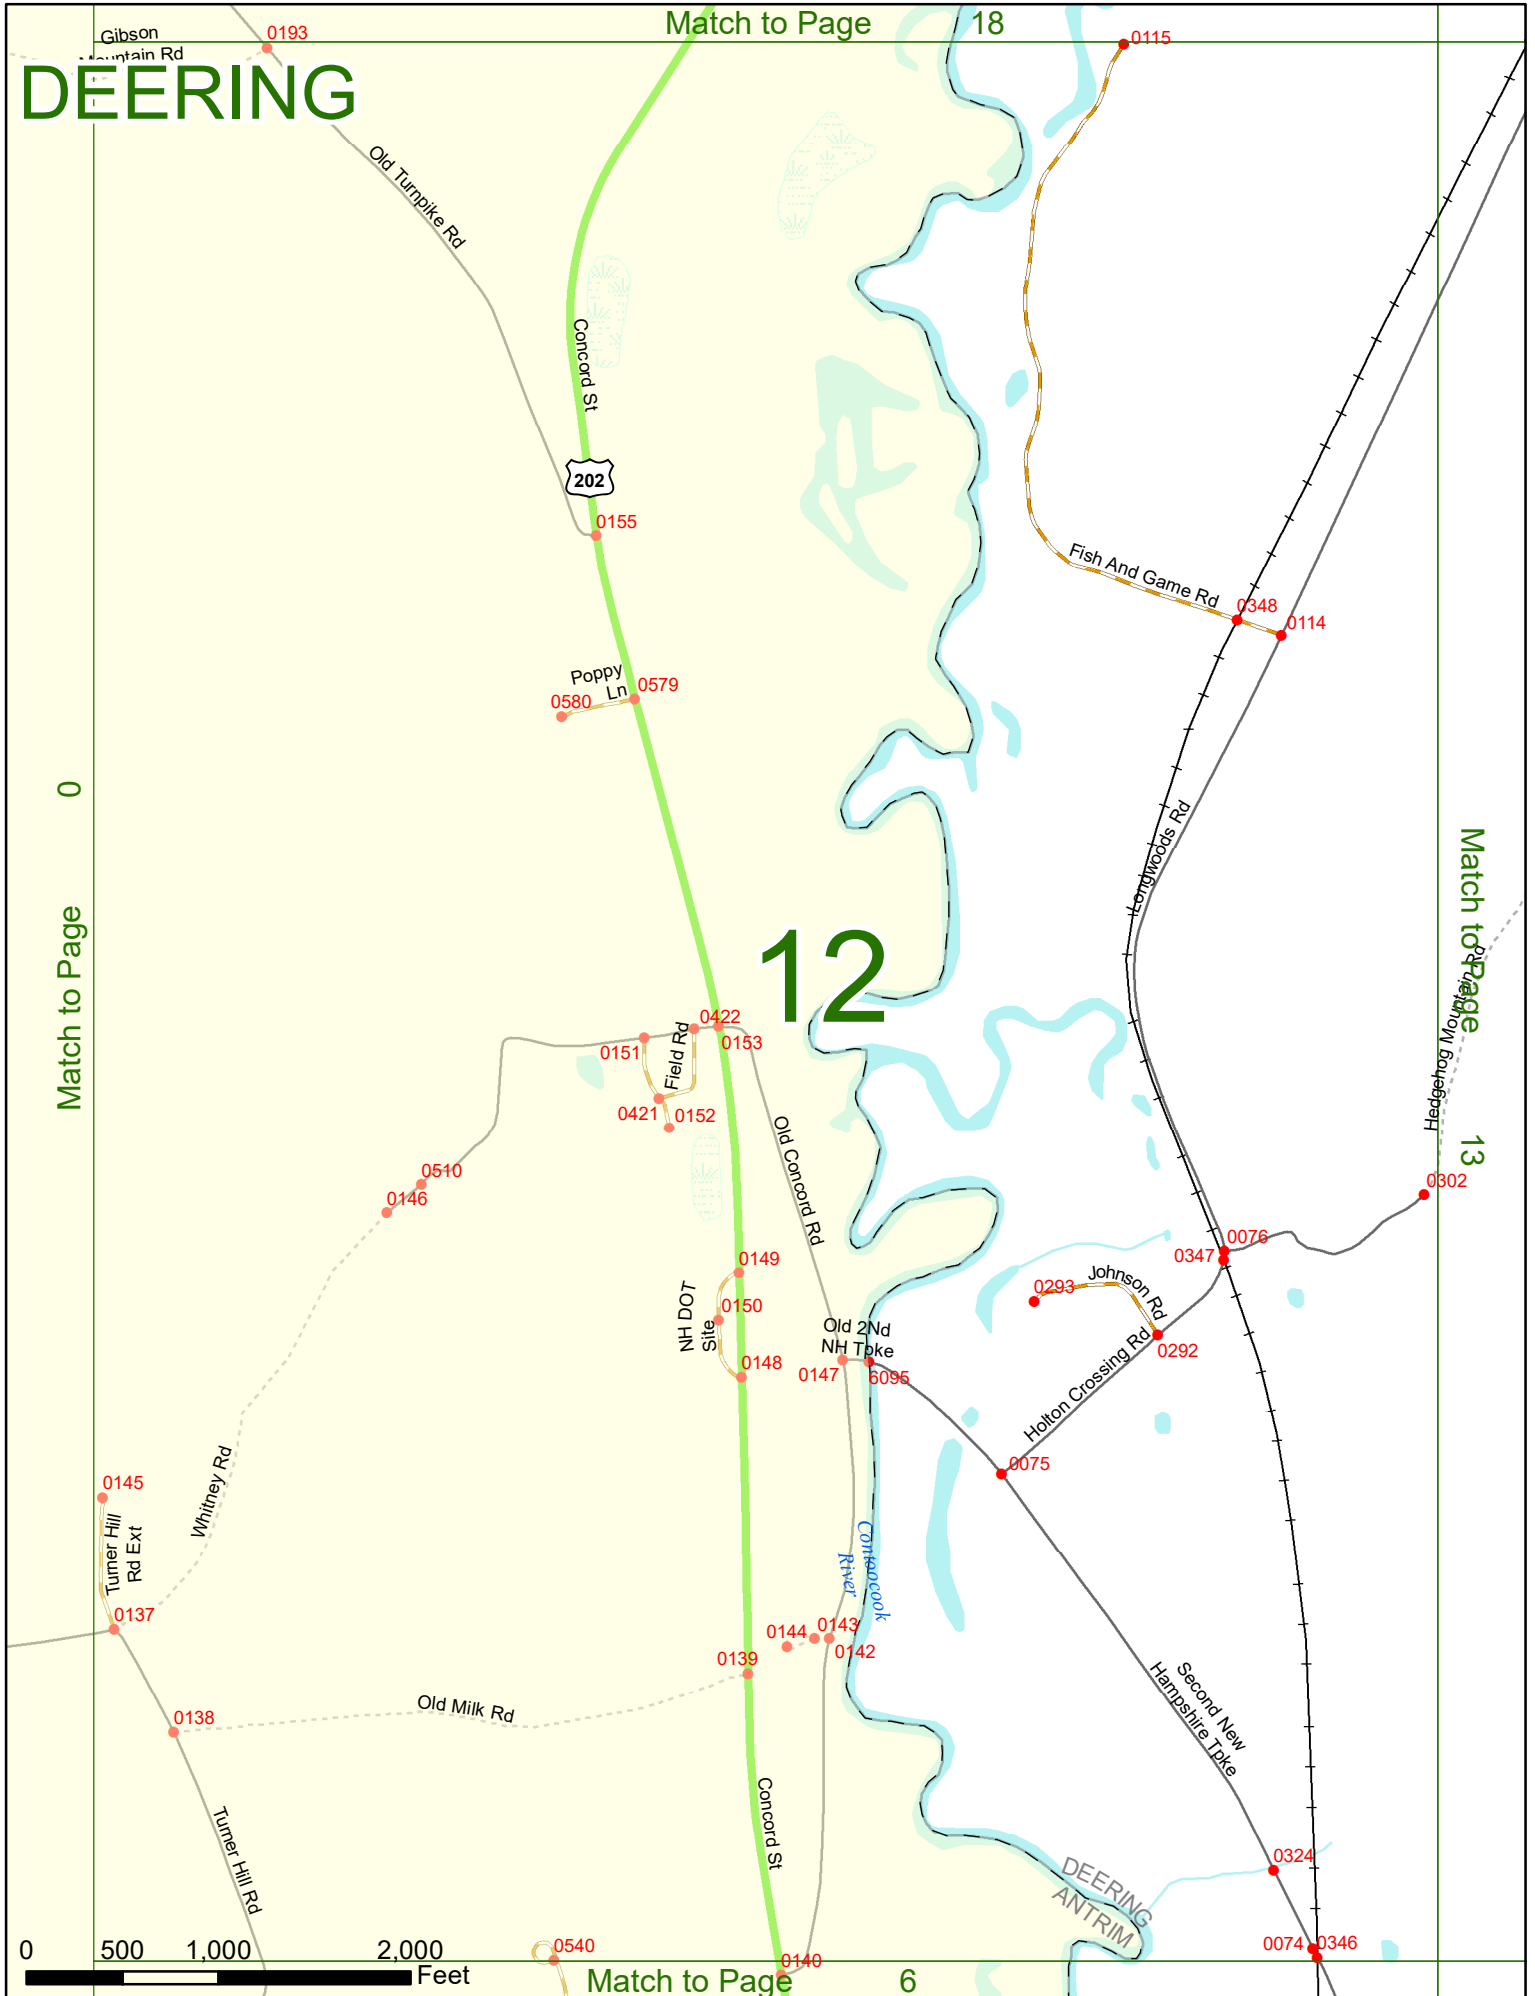 Match to Page 18
Gibson
Mountain Rd
0193
0115
DEERING
Old Turnpike Rd
Concord St
202
0155
Fish And Game Rd
0348
0114
Poppy
Ln
0579
0580
0
Match to Page
Longwoods Rd
12
Match to Page
13
Hedgehog Mountain Rd
0422
0153
0151
Field Rd
0421
0152
Old Concord Rd
0510
0146
0302
0076
0347
0149
0150
NH DOT
Site
0148
0293
Johnson Rd
0292
Old 2Nd
NH Tpke
0147
6095
Holton Crossing Rd
0075
0145
Turner Hill
Rd Ext
Whitney Rd
0137
Contoocook
River
0144
0143
0142
0139
0138
Old Milk Rd
Second New
Hampshire Tpke
Concord St
Turner Hill Rd
0324
DEERING
ANTRIM
0074
0346
0540
0140
0 500 1,000 2,000
Feet
Match to Page 6